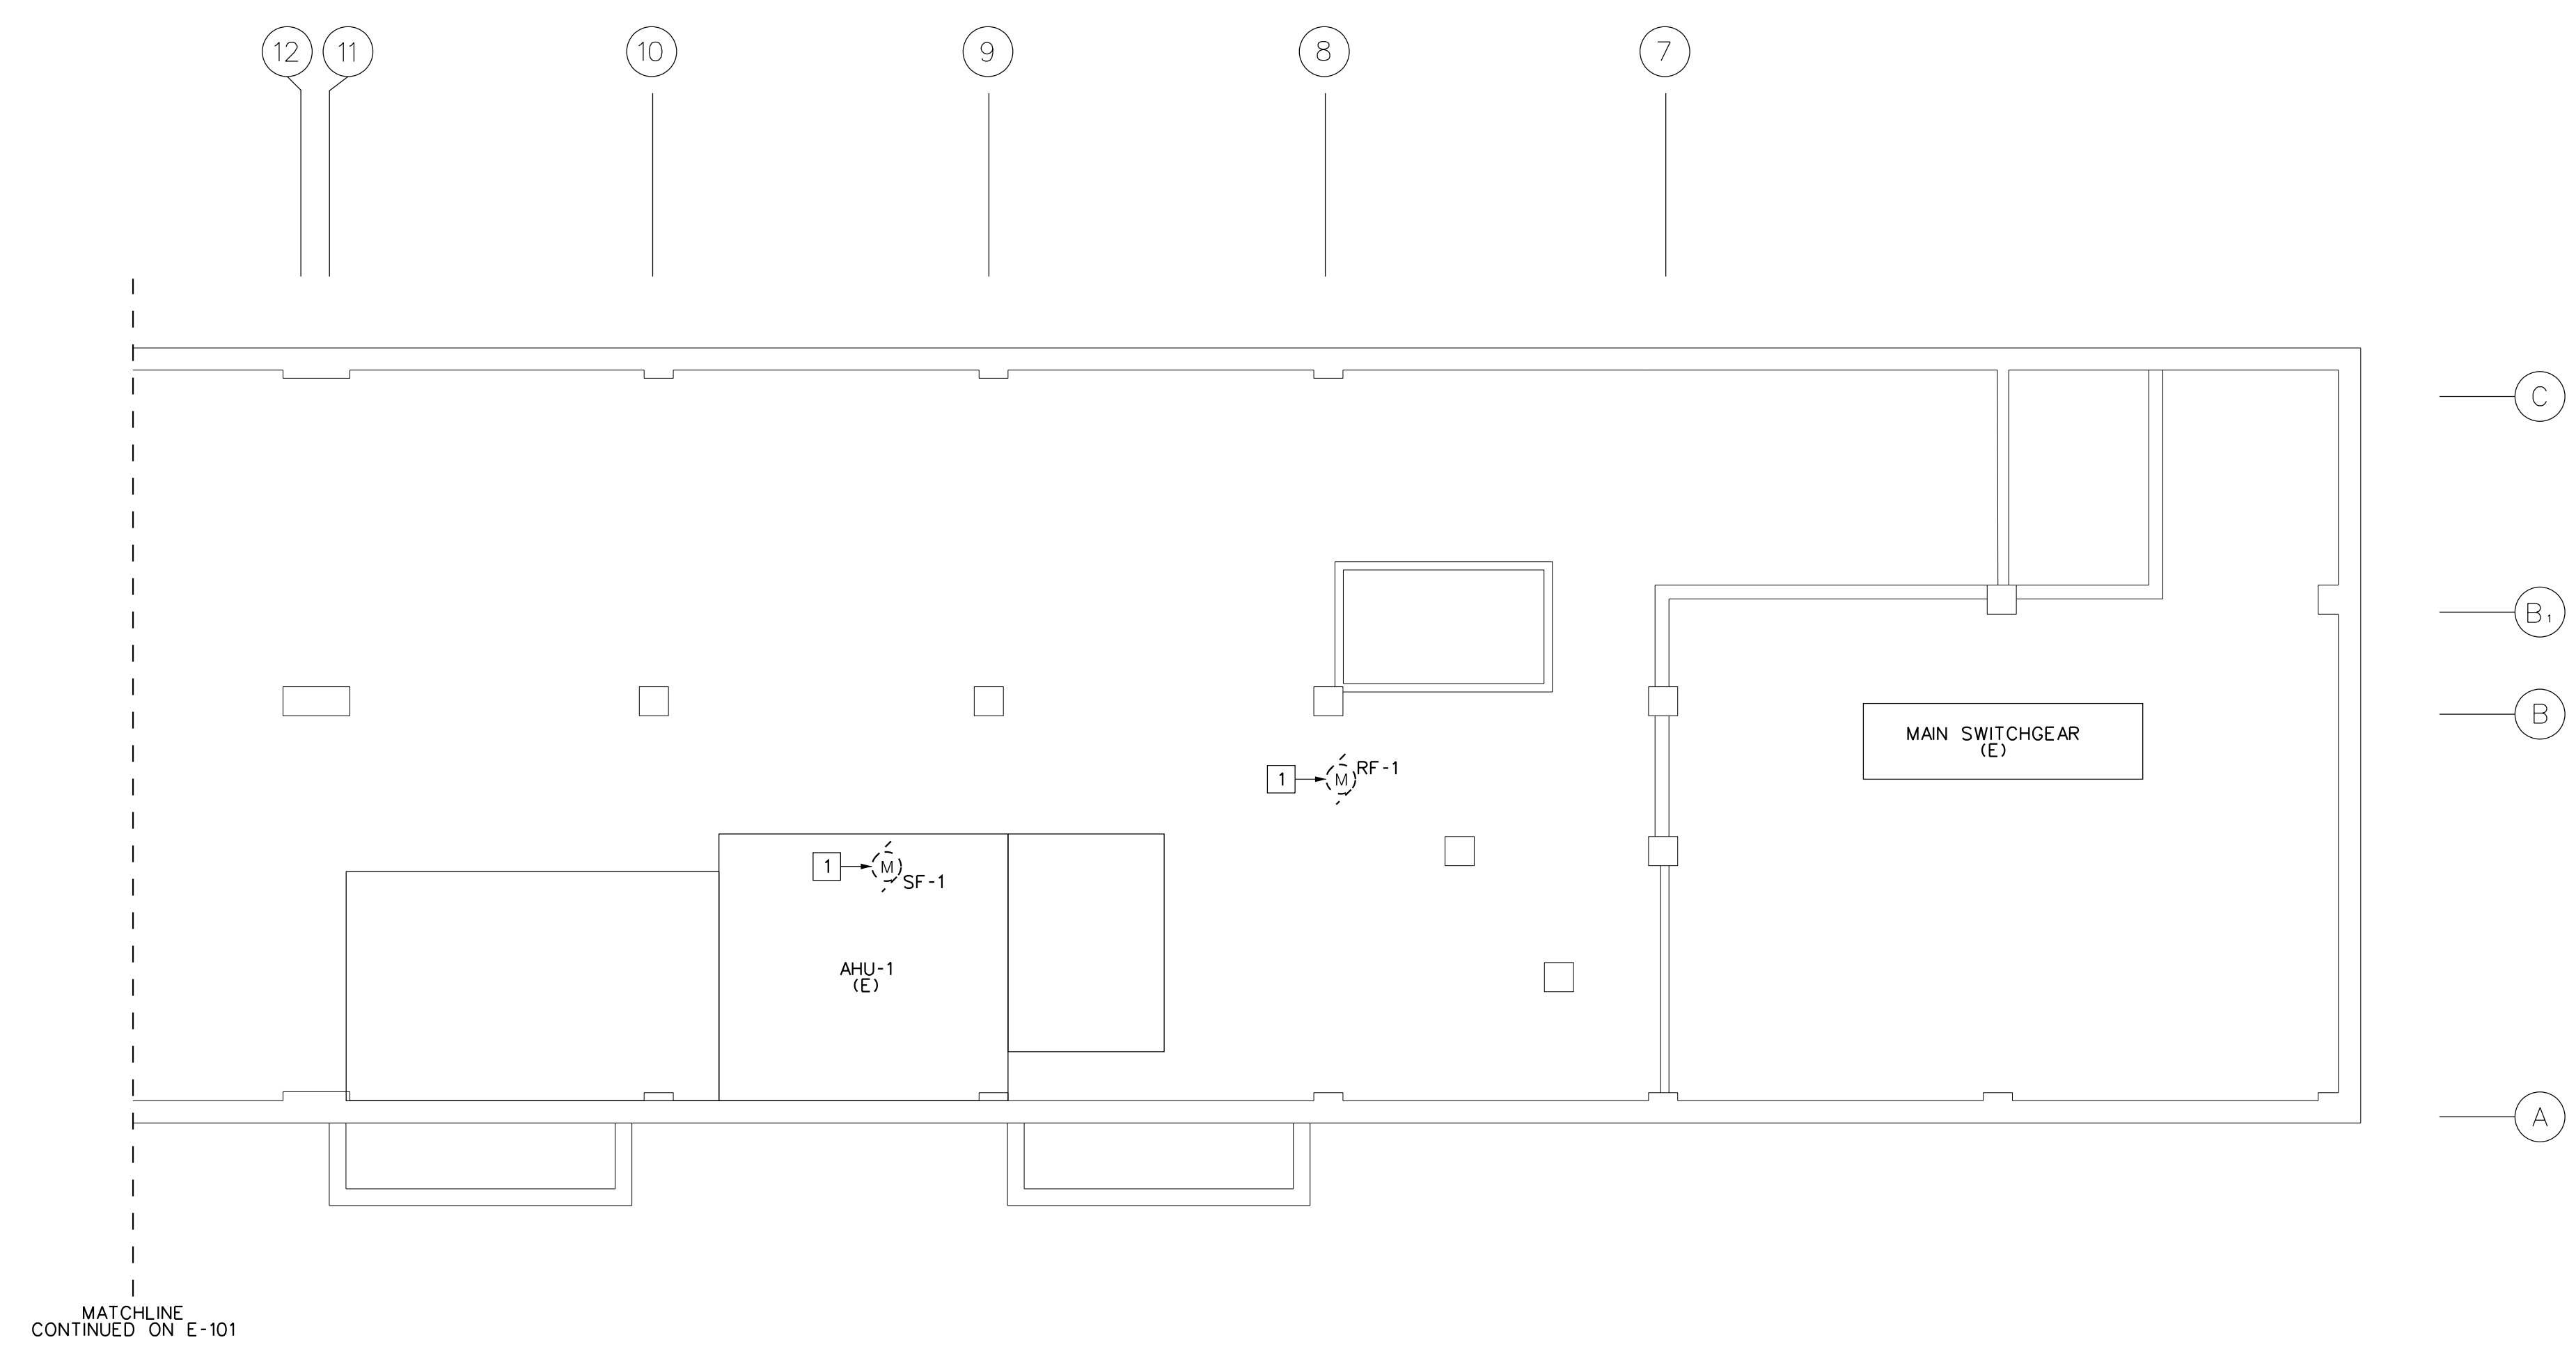 12
11
10
9
8
7
C
B1
B
A
MAIN SWITCHGEAR
(E)
1
M
RF-1
1
M
SF-1
AHU-1
(E)
MATCHLINE
CONTINUED ON E-101